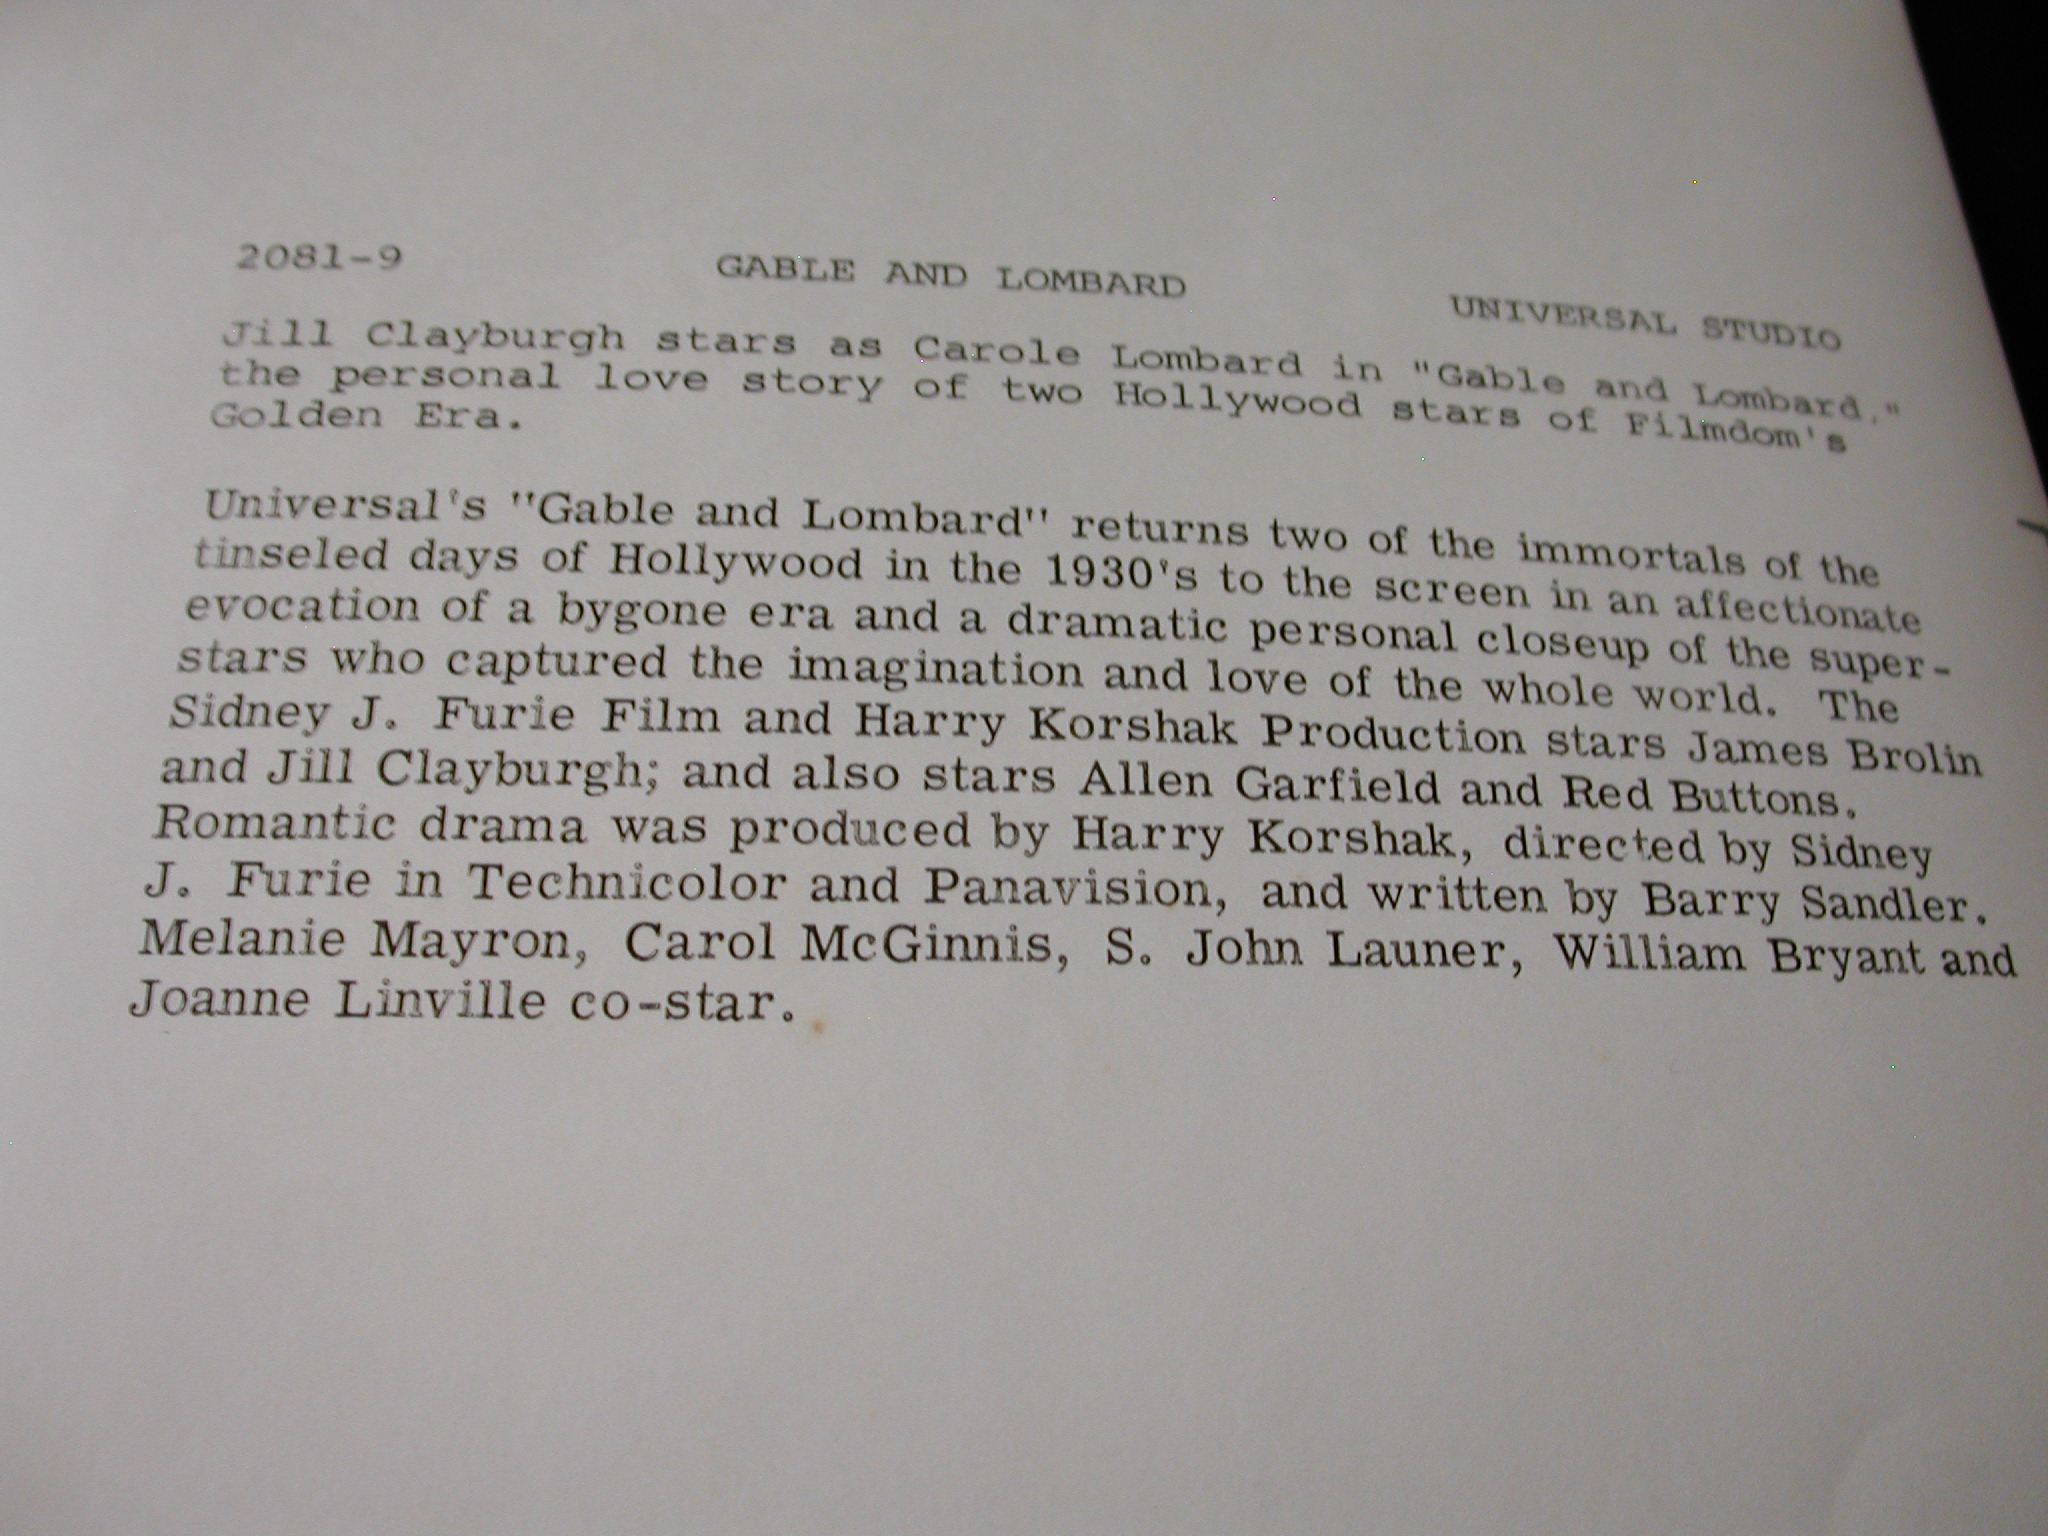 2081-9 GABLE AND LOMBARD UNIVERSAL STUDIO
Jill Clayburgh stars as Carole Lombard in "Gable and Lombard,"
the personal love story of two Hollywood stars of Filmdom's
Golden Era.
Universal's "Gable and Lombard" returns two of the immortals of the
tinseled days of Hollywood in the 1930's to the screen in an affectionate
evocation of a bygone era and a dramatic personal closeup of the super-
stars who captured the imagination and love of the whole world. The
Sidney J. Furie Film and Harry Korshak Production stars James Brolin
and Jill Clayburgh; and also stars Allen Garfield and Red Buttons.
Romantic drama was produced by Harry Korshak, directed by Sidney
J. Furie in Technicolor and Panavision, and written by Barry Sandler.
Melanie Mayron, Carol McGinnis, S. John Launer, William Bryant and
Joanne Linville co-star.